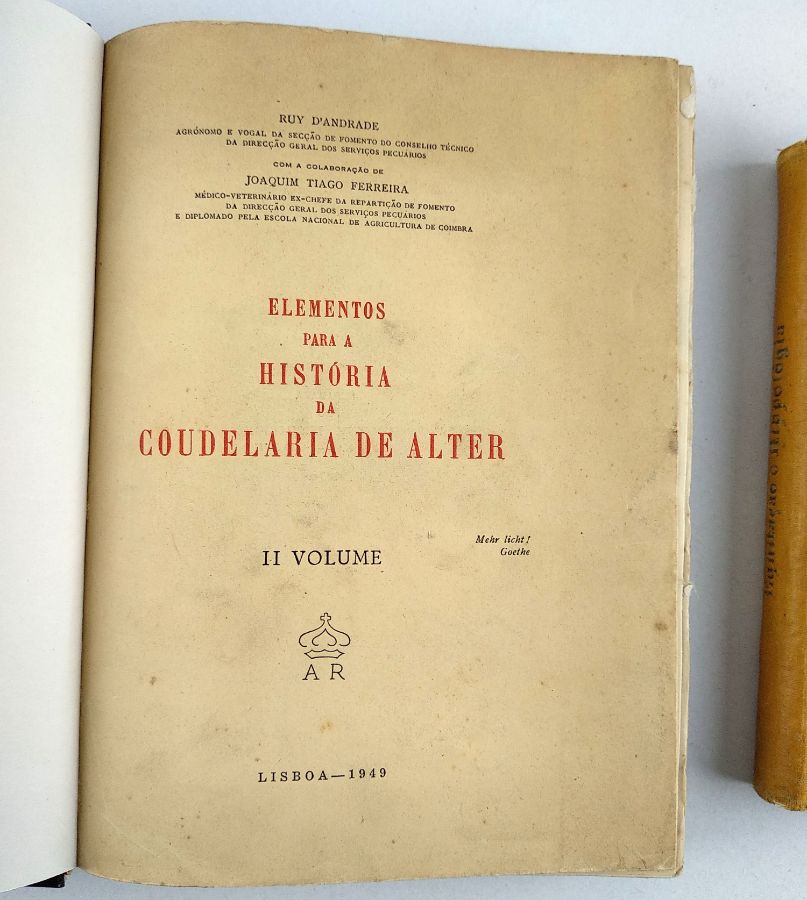 RUY D'ANDRADE
AGRÓNOMO E VOGAL DA SECÇÃO DE FOMENTO DO CONSELHO TÉCNICO
DA DIRECÇÃO GERAL DOS SERVIÇOS PECUÁRIOS
COM A COLABORAÇÃO DE
JOAQUIM TIAGO FERREIRA
MÉDICO-VETERINÁRIO EX-CHEFE DA REPARTIÇÃO DE FOMENTO
DA DIRECÇÃO GERAL DOS SERVIÇOS PECUÁRIOS
E DIPLOMADO PELA ESCOLA NACIONAL DE AGRICULTURA DE COIMBRA
ELEMENTOS
PARA A
HISTÓRIA
DA
COUDELARIA DE ALTER
Mehr licht!
Goethe
II VOLUME
A R
LISBOA—1949